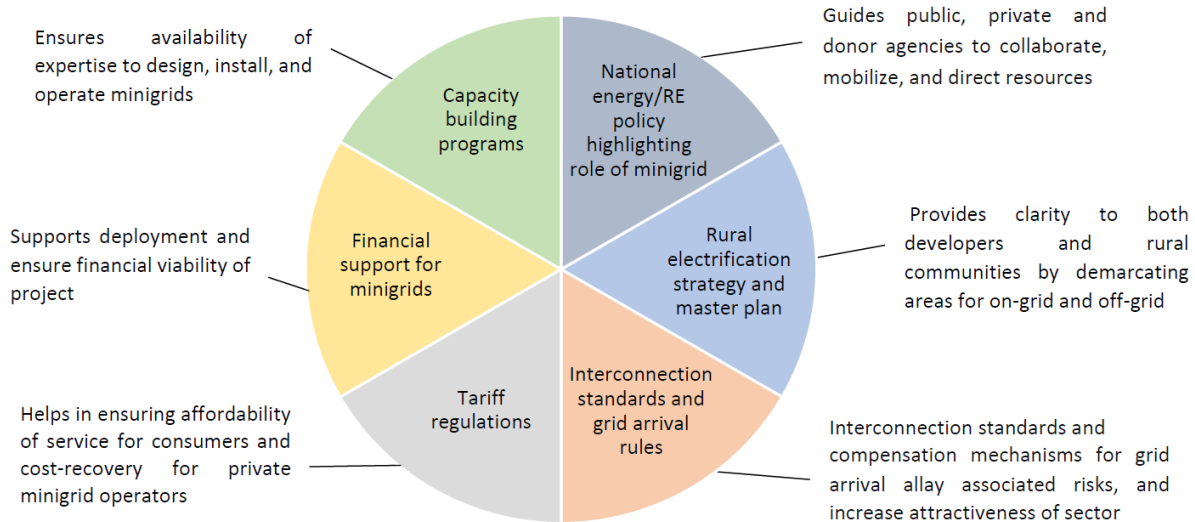 Guides public, private and
donor agencies to collaborate,
mobilize, and direct resources
National
energy/RE
policy
highlighting
role of minigrid
Provides clarity to both
developers and rural
communities by demarcating
areas for on-grid and off-grid
Rural
electrification
strategy and
master plan
Interconnection standards and
compensation mechanisms for grid
arrival allay associated risks, and
increase attractiveness of sector
Interconnection
standards and
grid arrival
rules
Helps in ensuring affordability
of service for consumers and
cost-recovery for private
minigrid operators
Tariff
regulations
Supports deployment and
ensure financial viability of
project
Financial
support for
minigrids
Ensures availability of
expertise to design, install, and
operate minigrids
Capacity
building
programs